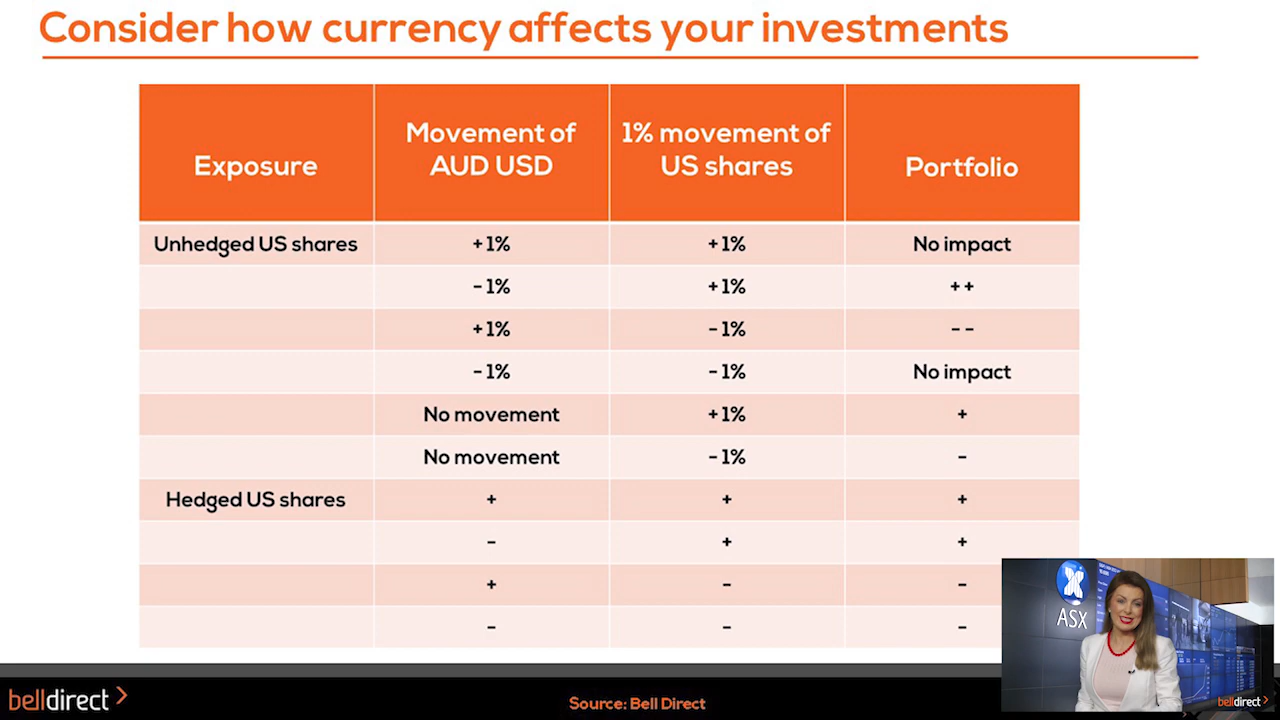 Consider how currency affects your investments
Exposure
Movement of
AUD USD
1% movement of
US shares
Portfolio
Unhedged US shares +1% +1% No impact
-1% +1% ++
+1% -1% --
-1% -1% No impact
No movement +1% +
No movement -1% -
Hedged US shares + + +
- + +
+ - -
- - -
ASX
belldirect
Source: Bell Direct
belldirect